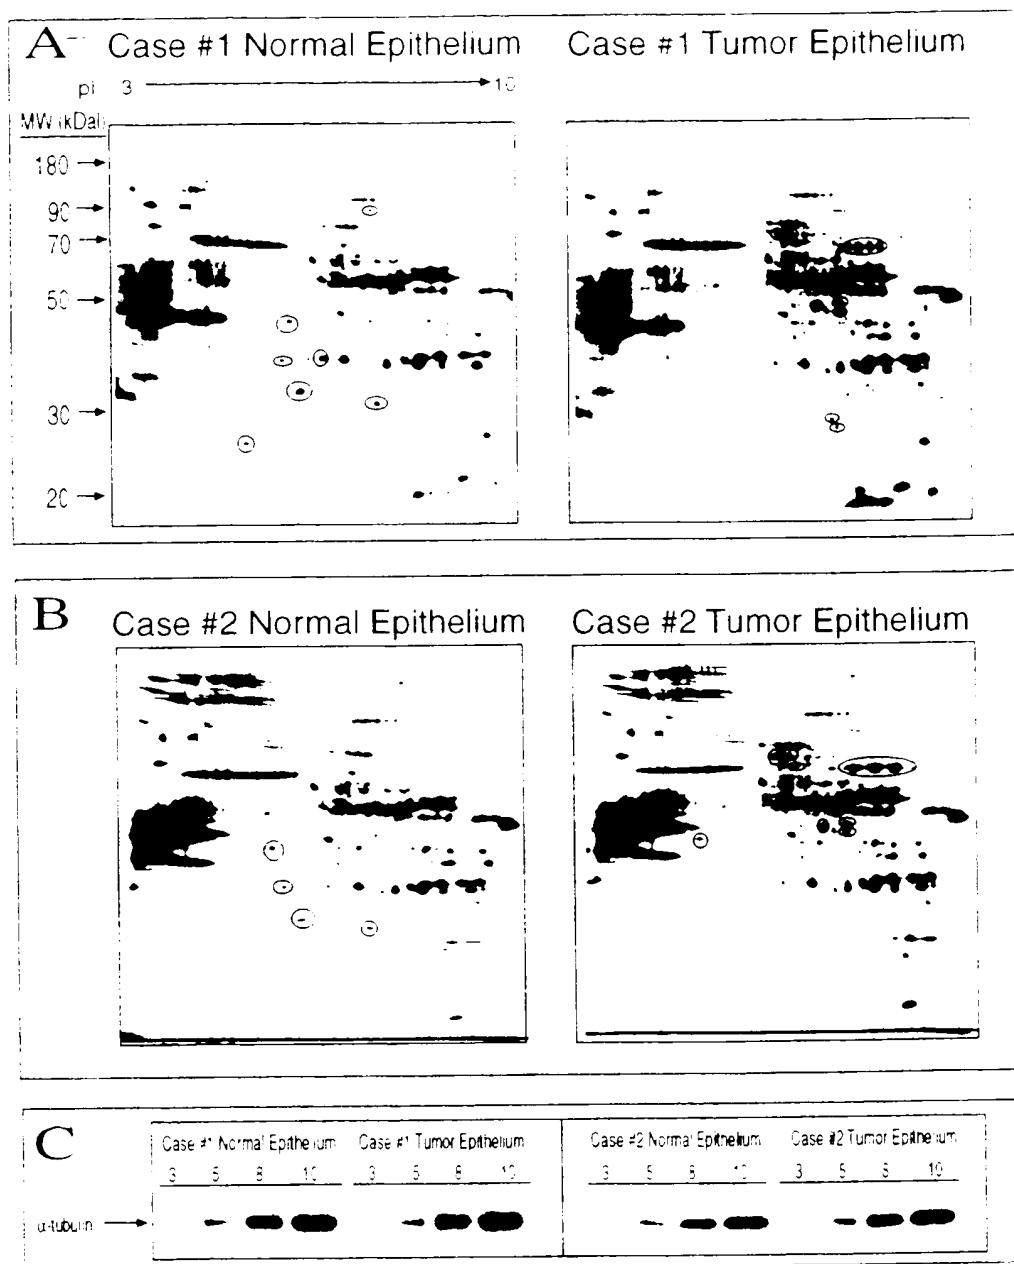 A Case #1 Normal Epithelium Case #1 Tumor Epithelium
pI 3 10
MW (kDal)
180
90
70
50
30
20
B Case #2 Normal Epithelium Case #2 Tumor Epithelium
C Case #1 Normal Epithelium Case #1 Tumor Epithelium Case #2 Normal Epithelium Case #2 Tumor Epithelium
3 5 8 10 3 5 8 10 3 5 8 10 3 5 8 10
α-tubulin